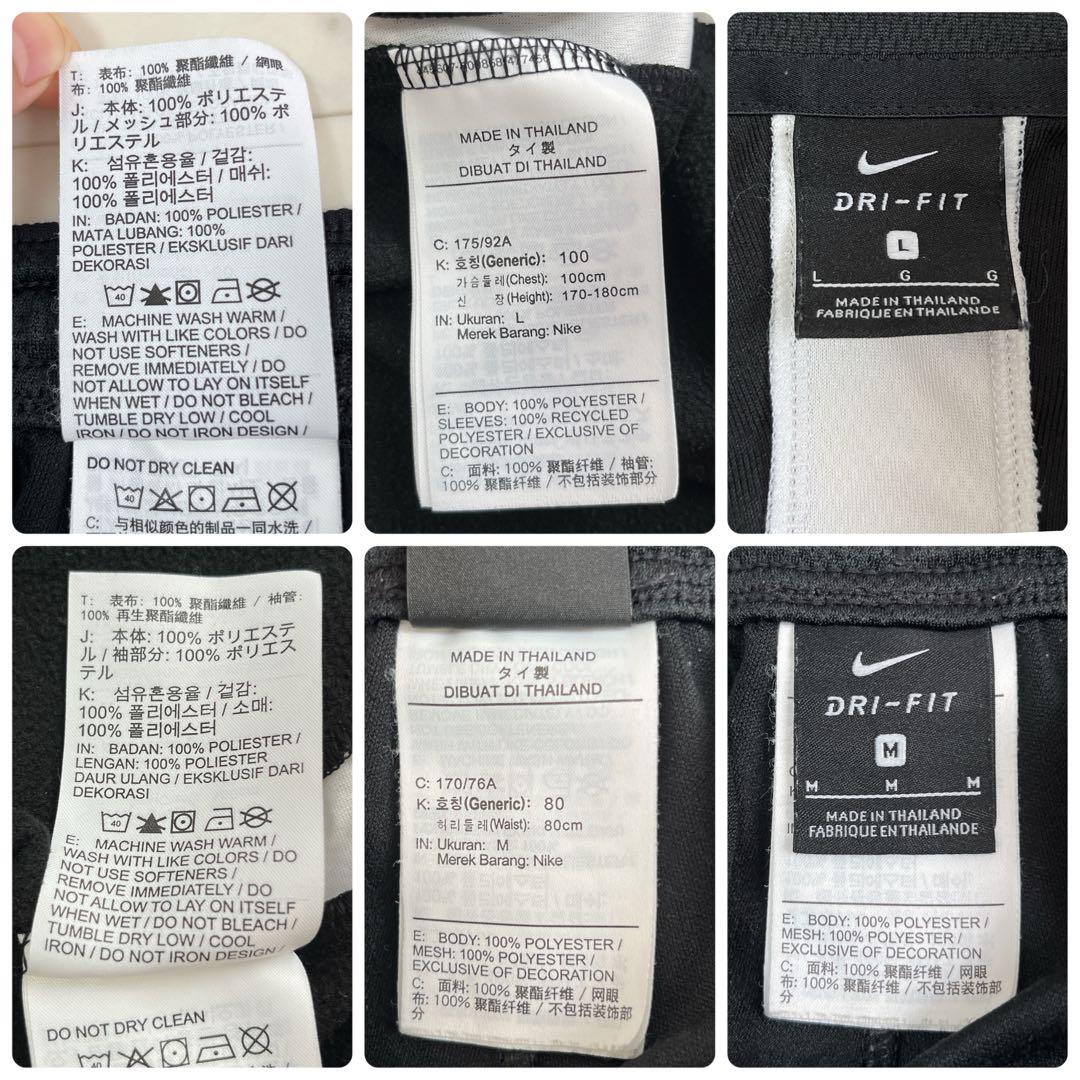 T: 表布: 100% 聚酯纖維 / 網眼
布: 100% 聚酯纖維
J: 本体: 100% ポリエステ
ル / メッシュ部分: 100% ポ
リエステル
K: 섬유혼용율 / 겉감:
100% 폴리에스터 / 매쉬:
100% 폴리에스터
IN: BADAN: 100% POLIESTER /
MATA LUBANG: 100%
POLIESTER / EKSKLUSIF DARI
DEKORASI
40
E: MACHINE WASH WARM /
WASH WITH LIKE COLORS / DO
NOT USE SOFTENERS /
REMOVE IMMEDIATELY / DO
NOT ALLOW TO LAY ON ITSELF
WHEN WET / DO NOT BLEACH /
TUMBLE DRY LOW / COOL
IRON / DO NOT IRON DESIGN /
DO NOT DRY CLEAN
40
C: 与相似颜色的制品一同水洗 /
MADE IN THAILAND
タイ製
DIBUAT DI THAILAND
C: 175/92A
K: 호칭(Generic): 100
가슴둘레(Chest): 100cm
신 장(Height): 170-180cm
IN: Ukuran: L
Merek Barang: Nike
E: BODY: 100% POLYESTER /
SLEEVES: 100% RECYCLED
POLYESTER / EXCLUSIVE OF
DECORATION
C: 面料: 100% 聚酯纤维 / 袖管:
100% 聚酯纤维 / 不包括装饰部分
DRI-FIT
L
L G G
MADE IN THAILAND
FABRIQUE EN THAILANDE
T: 表布: 100% 聚酯纖維 / 袖管:
100% 再生聚酯纖維
J: 本体: 100% ポリエステ
ル / 袖部分: 100% ポリエス
テル
K: 섬유혼용율 / 겉감:
100% 폴리에스터 / 소매:
100% 폴리에스터
IN: BADAN: 100% POLIESTER /
LENGAN: 100% POLIESTER
DAUR ULANG / EKSKLUSIF DARI
DEKORASI
40
E: MACHINE WASH WARM /
WASH WITH LIKE COLORS / DO
NOT USE SOFTENERS /
REMOVE IMMEDIATELY / DO
NOT ALLOW TO LAY ON ITSELF
WHEN WET / DO NOT BLEACH /
TUMBLE DRY LOW / COOL
IRON / DO NOT IRON DESIGN /
DO NOT DRY CLEAN
40
MADE IN THAILAND
タイ製
DIBUAT DI THAILAND
C: 170/76A
K: 호칭(Generic): 80
허리둘레(Waist): 80cm
IN: Ukuran: M
Merek Barang: Nike
E: BODY: 100% POLYESTER /
MESH: 100% POLYESTER /
EXCLUSIVE OF DECORATION
C: 面料: 100% 聚酯纤维 / 网眼
布: 100% 聚酯纤维 / 不包括装饰部
分
DRI-FIT
M
M M M
MADE IN THAILAND
FABRIQUE EN THAILANDE
E: BODY: 100% POLYESTER /
MESH: 100% POLYESTER /
EXCLUSIVE OF DECORATION
C: 面料: 100% 聚酯纤维 / 网眼
布: 100% 聚酯纤维 / 不包括装饰部
分